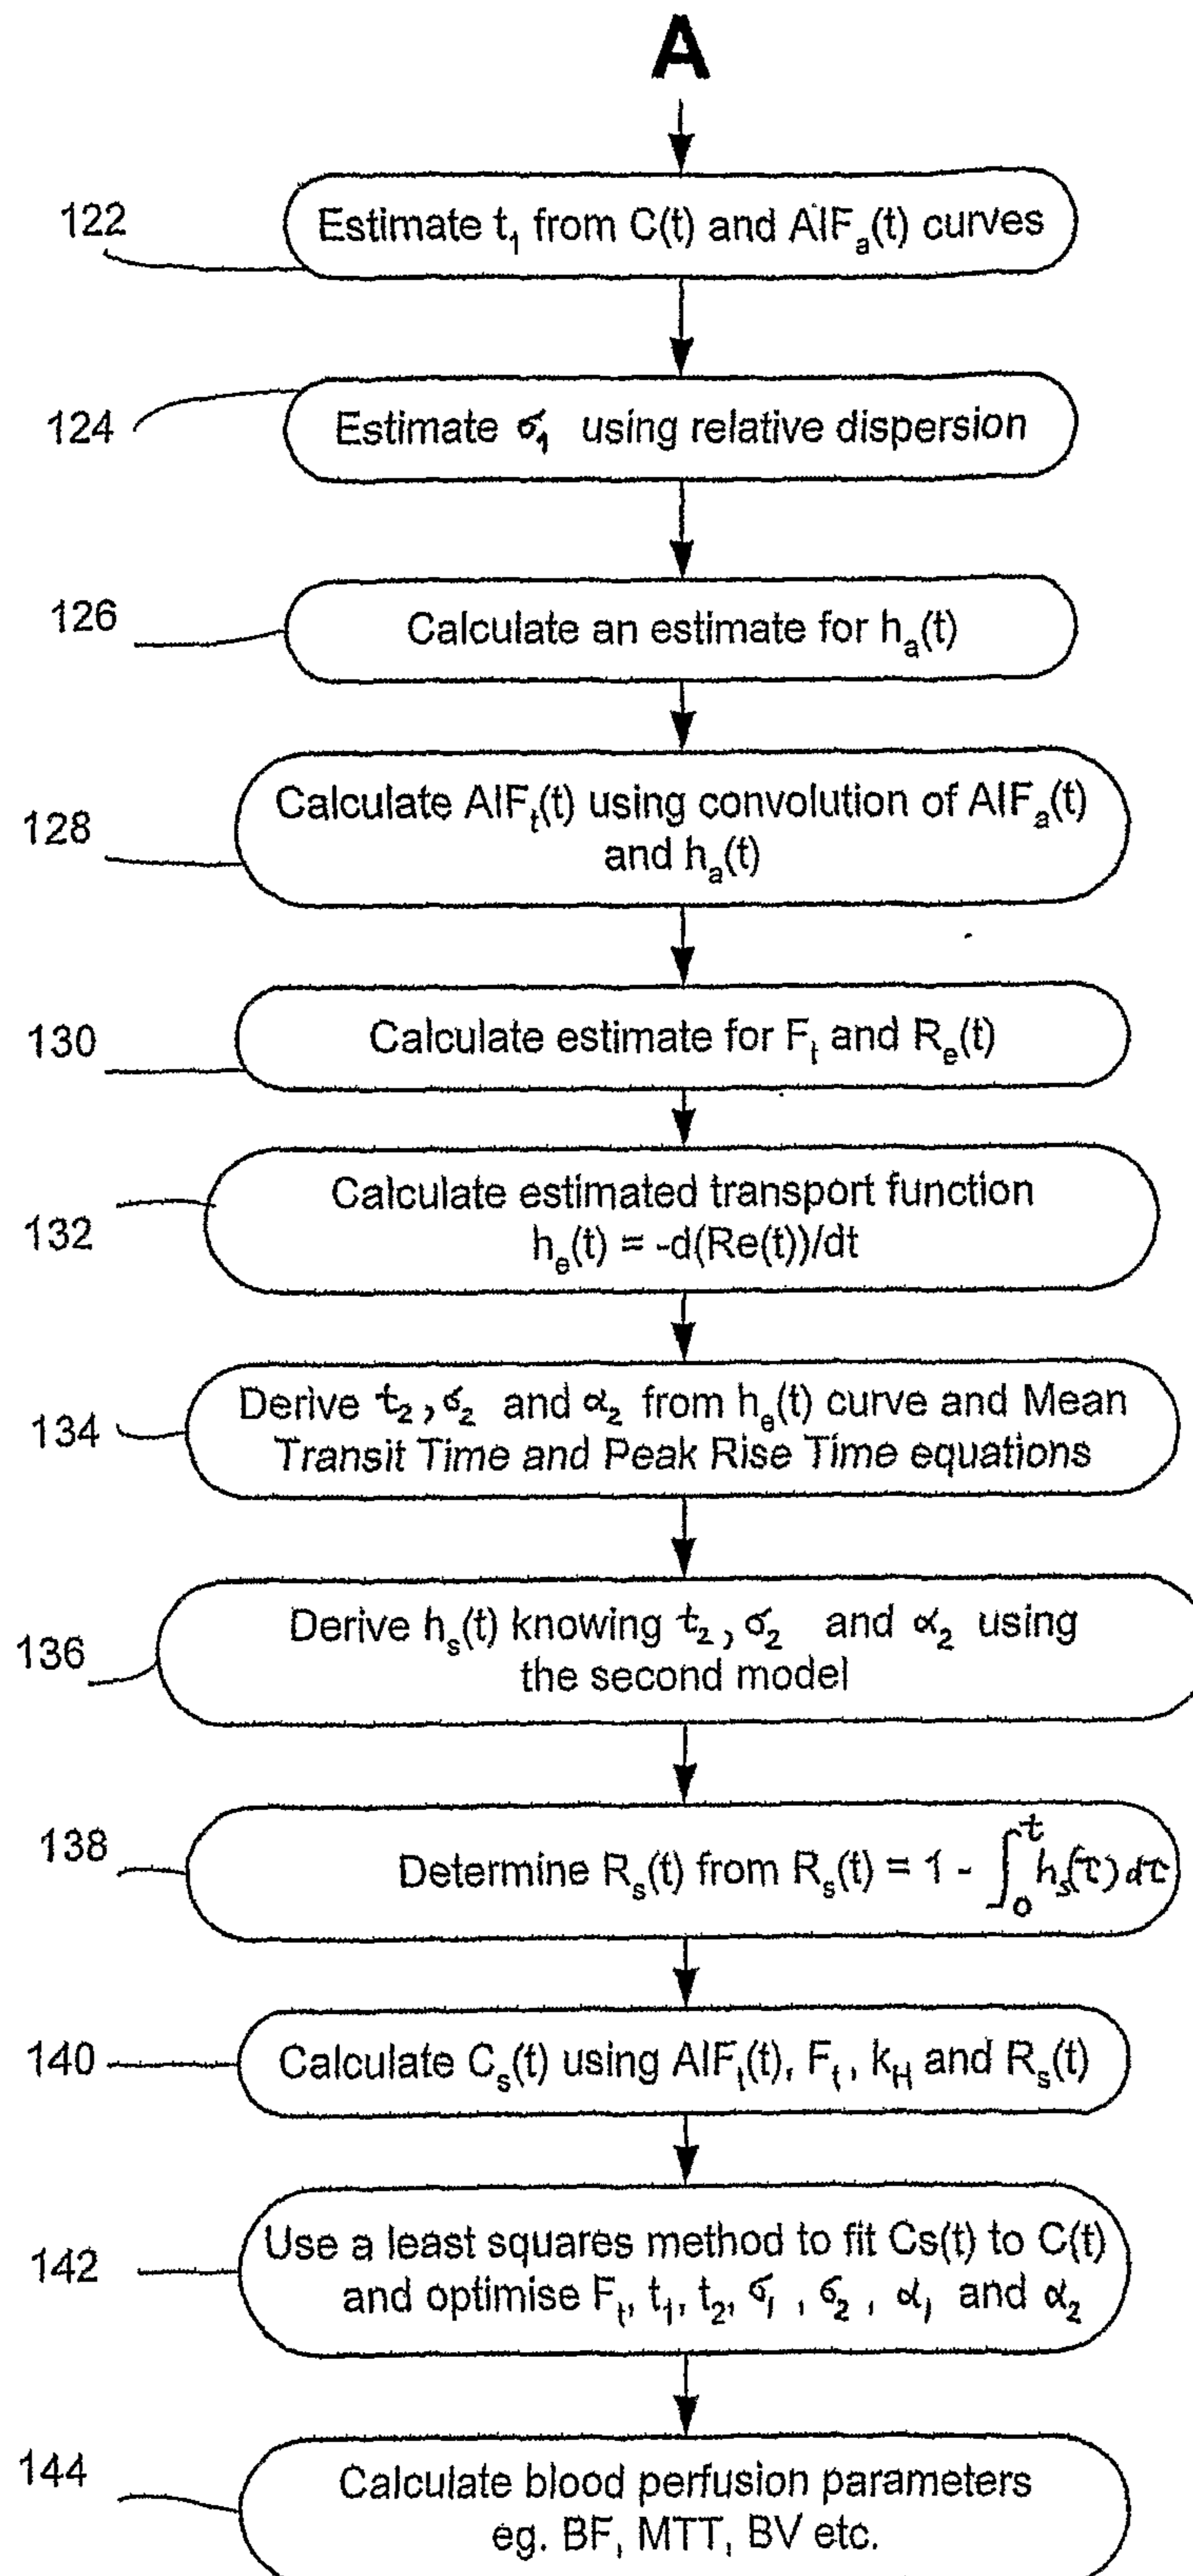 A
122
Estimate t₁ from C(t) and AIFₐ(t) curves
124
Estimate σ₁ using relative dispersion
126
Calculate an estimate for hₐ(t)
128
Calculate AIFₜ(t) using convolution of AIFₐ(t)
and hₐ(t)
130
Calculate estimate for Fₜ and Rₑ(t)
132
Calculate estimated transport function
hₑ(t) = -d(Re(t))/dt
134
Derive t₂, σ₂ and α₂ from hₑ(t) curve and Mean
Transit Time and Peak Rise Time equations
136
Derive hₛ(t) knowing t₂, σ₂ and α₂ using
the second model
138
Determine Rₛ(t) from Rₛ(t) = 1 - ∫₀ᵗ hₛ(τ) dτ
140
Calculate Cₛ(t) using AIFₜ(t), Fₜ, k_H and Rₛ(t)
142
Use a least squares method to fit Cs(t) to C(t)
and optimise Fₜ, t₁, t₂, σ₁, σ₂, α₁ and α₂
144
Calculate blood perfusion parameters
eg. BF, MTT, BV etc.